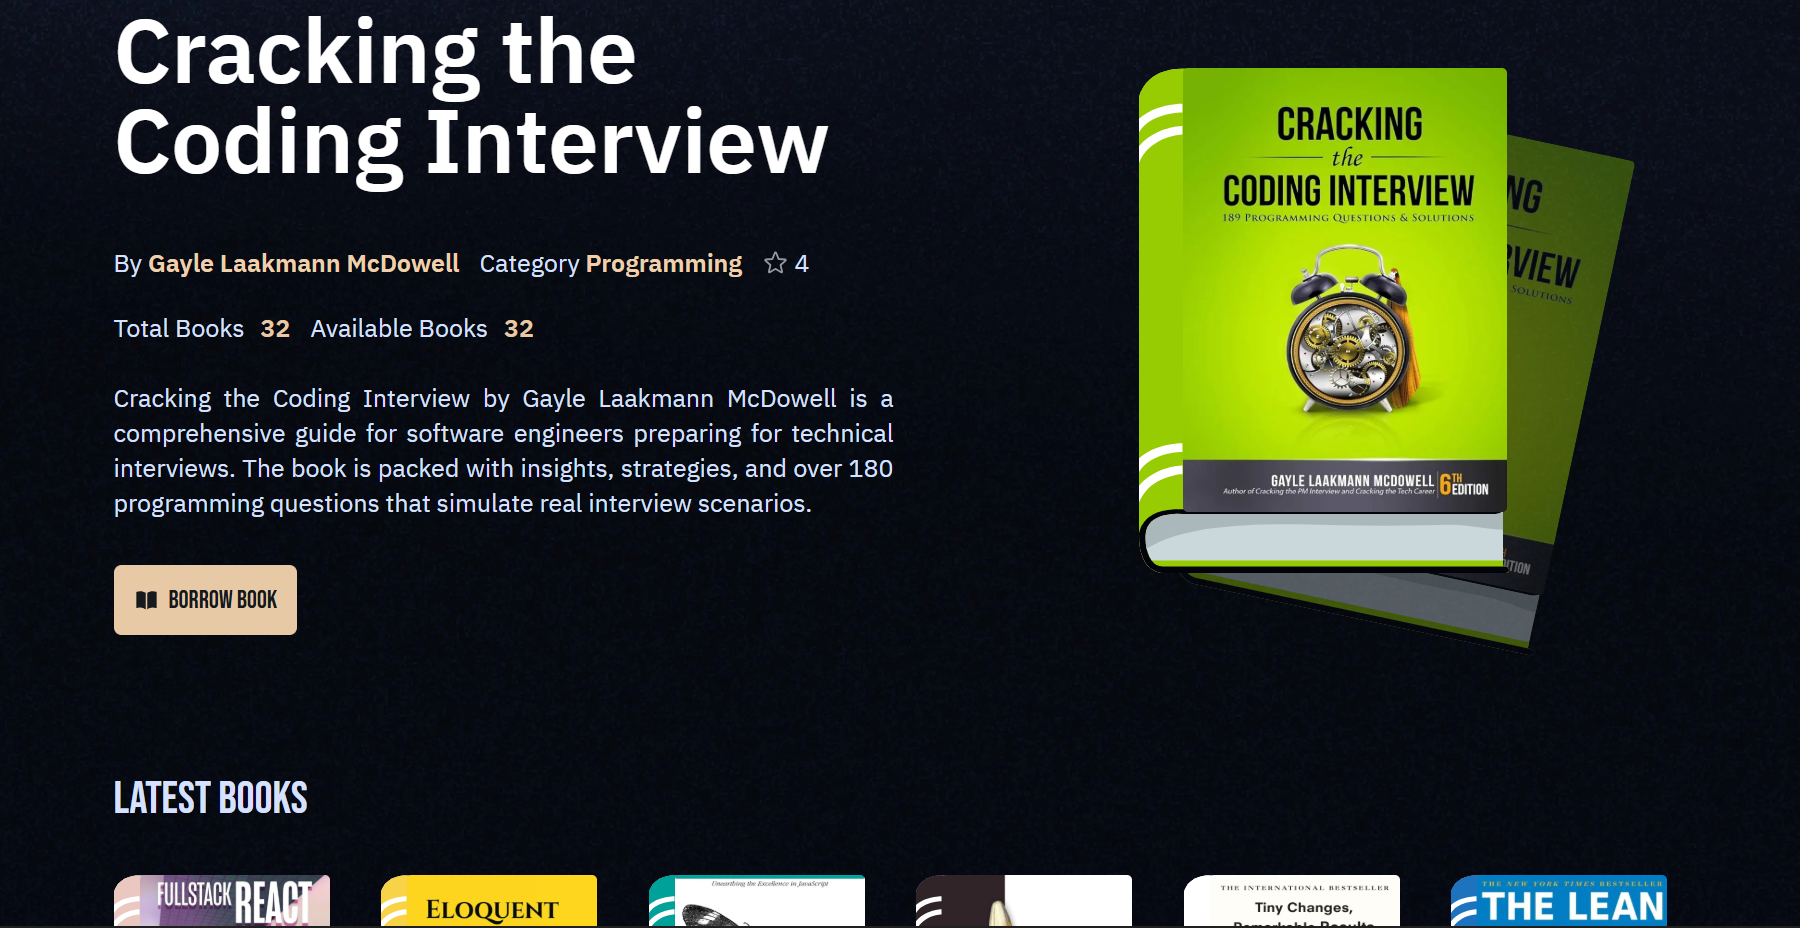 Cracking the
Coding Interview
By Gayle Laakmann McDowell Category Programming 4
Total Books 32 Available Books 32
Cracking the Coding Interview by Gayle Laakmann McDowell is a
comprehensive guide for software engineers preparing for technical
interviews. The book is packed with insights, strategies, and over 180
programming questions that simulate real interview scenarios.
BORROW BOOK
CRACKING
the
CODING INTERVIEW
189 Programming Questions & Solutions
GAYLE LAAKMANN MCDOWELL 6TH EDITION
Author of Cracking the PM Interview and Cracking the Tech Career
NG
VIEW
SOLUTIONS
ITION
LATEST BOOKS
FULLSTACK REACT
ELOQUENT
Unearthing the Excellence in JavaScript
THE INTERNATIONAL BESTSELLER
Tiny Changes,
Remarkable Results
THE NEW YORK TIMES BESTSELLER
THE LEAN